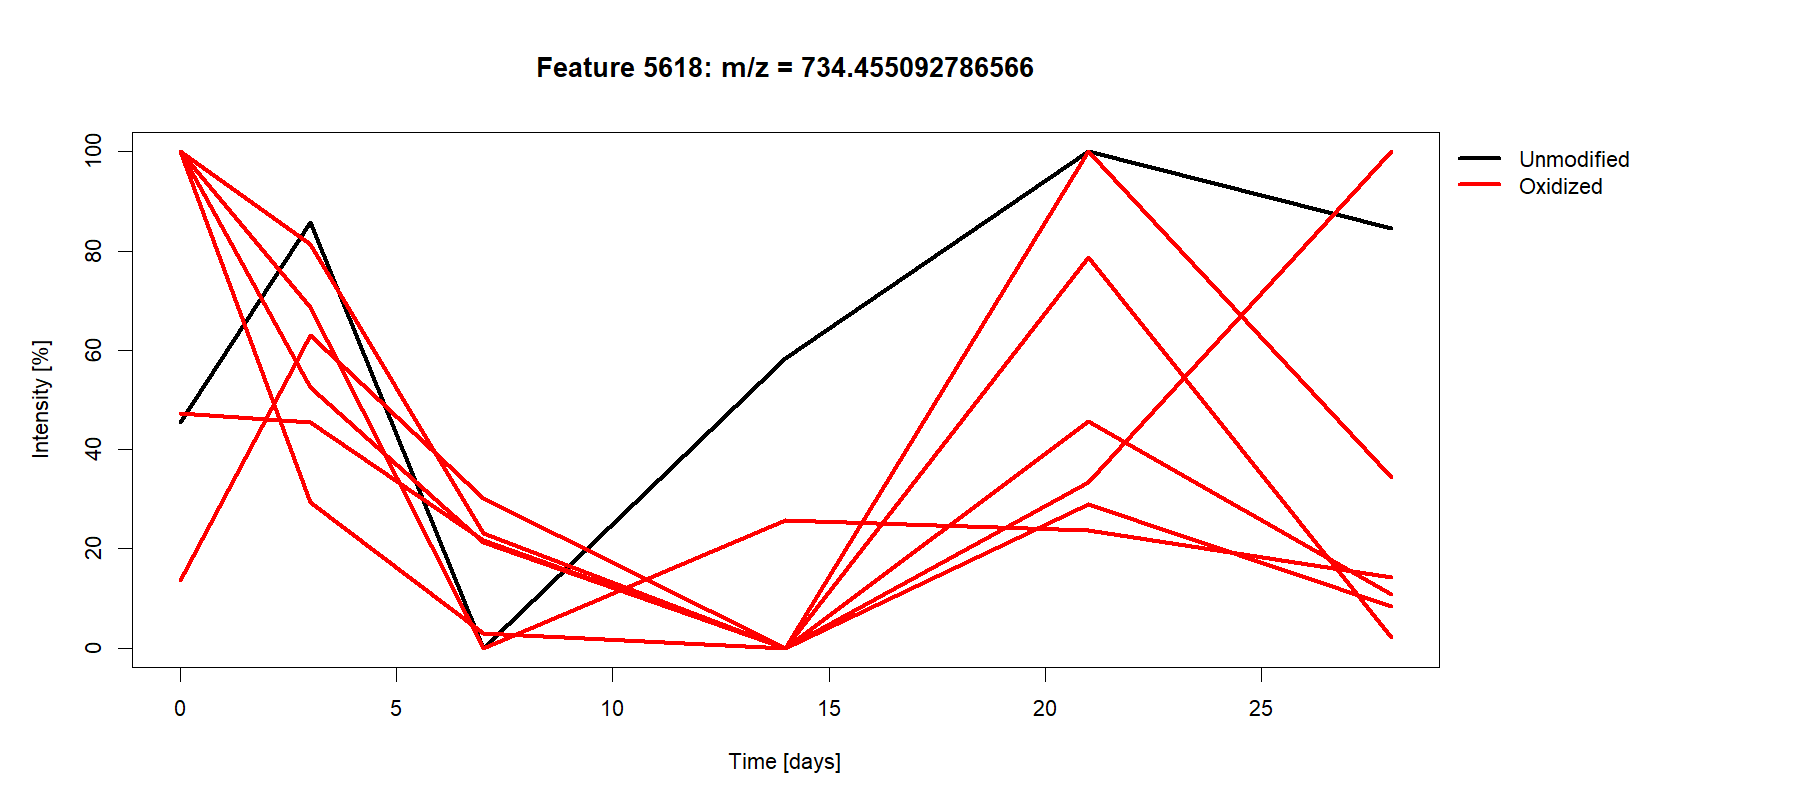 Feature 5618: m/z = 734.455092786566
Unmodified
Oxidized
Intensity [%]
100
80
60
40
20
0
0 5 10 15 20 25
Time [days]